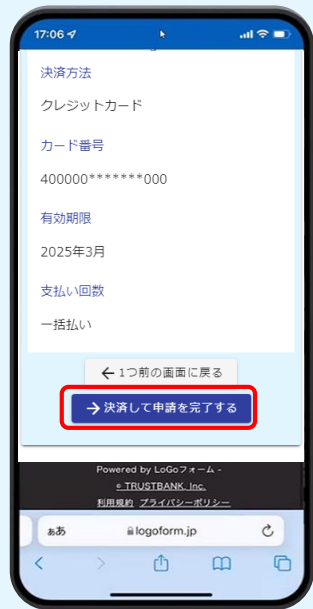 17:06
決済方法
クレジットカード
カード番号
400000*******000
有効期限
2025年3月
支払い回数
一括払い
← 1つ前の画面に戻る
→ 決済して申請を完了する
Powered by LoGoフォーム -
© TRUSTBANK, Inc.
利用規約 プライバシーポリシー
ぁあ logoform.jp